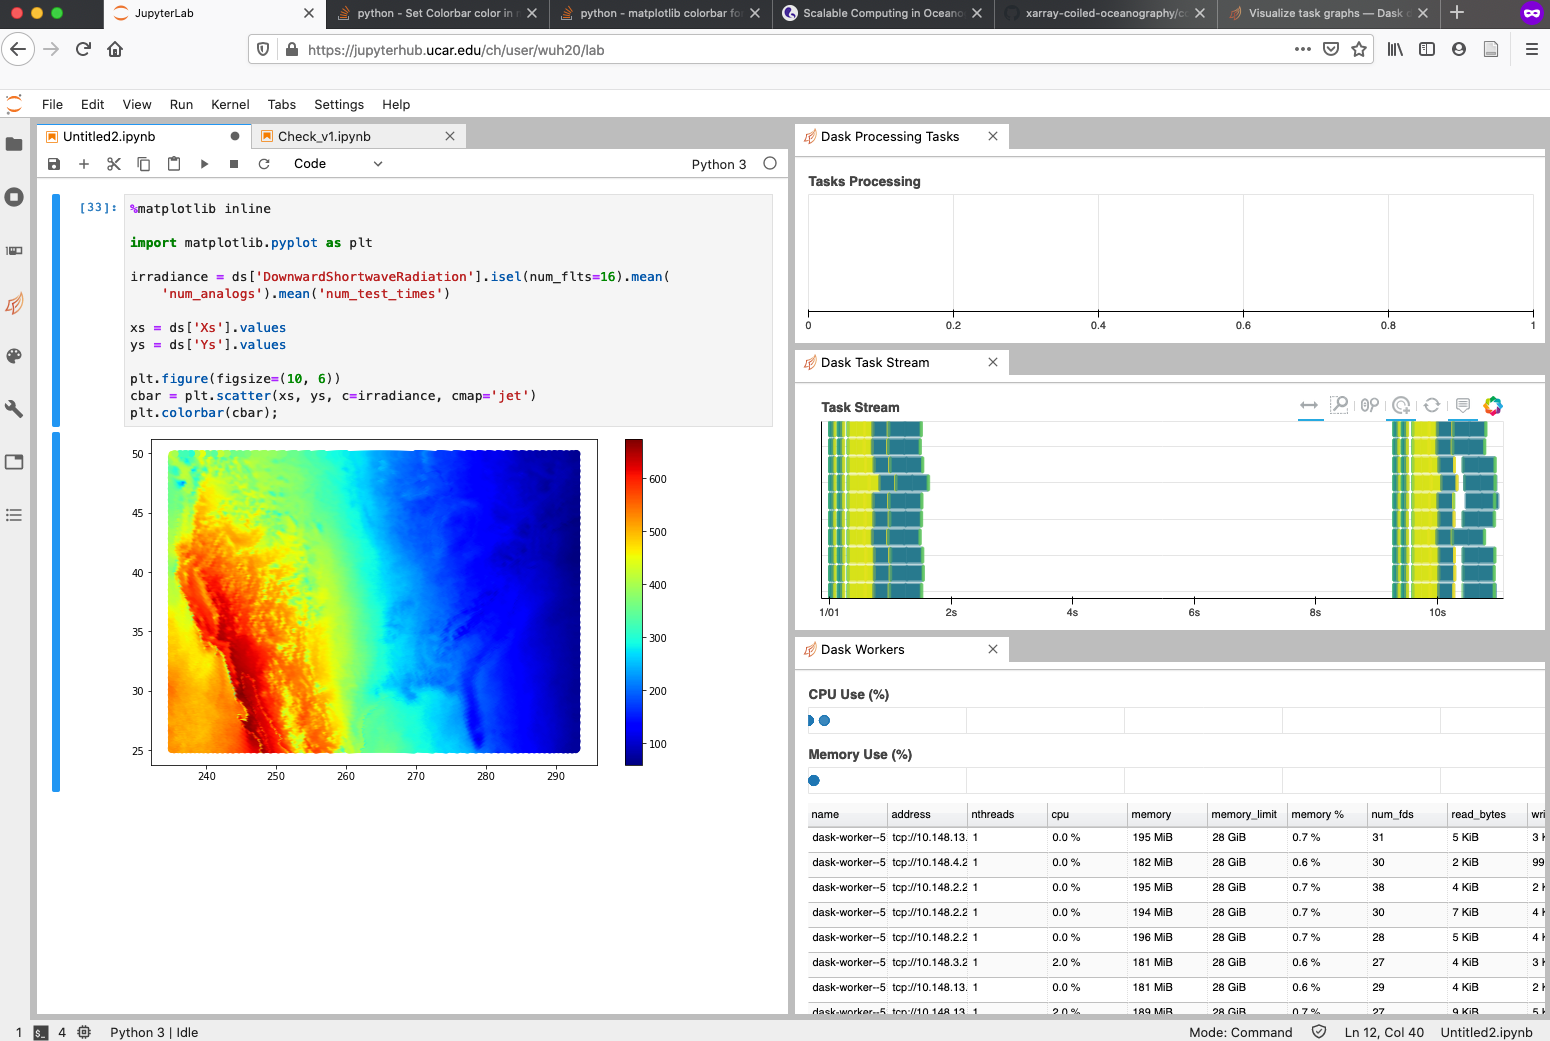 JupyterLab
python - Set Colorbar color in
python - matplotlib colorbar fo
Scalable Computing in Oceano
xarray-coiled-oceanography/
Visualize task graphs — Dask
https://jupyterhub.ucar.edu/ch/user/wuh20/lab
File Edit View Run Kernel Tabs Settings Help
Untitled2.ipynb
Check_v1.ipynb
Code
Python 3
[33]:
%matplotlib inline
import matplotlib.pyplot as plt
irradiance = ds['DownwardShortwaveRadiation'].isel(num_flts=16).mean(
'num_analogs').mean('num_test_times')
xs = ds['Xs'].values
ys = ds['Ys'].values
plt.figure(figsize=(10, 6))
cbar = plt.scatter(xs, ys, c=irradiance, cmap='jet')
plt.colorbar(cbar);
50
45
40
35
30
25
240 245 260 270 280 290
600
500
400
300
200
100
Dask Processing Tasks
Tasks Processing
0 0.2 0.4 0.6 0.8 1
Dask Task Stream
Task Stream
1/01 2s 4s 6s 8s 10s
Dask Workers
CPU Use (%)
Memory Use (%)
name address nthreads cpu memory memory_limit memory % num_fds read_bytes wri
dask-worker--5 tcp://10.148.13. 1 0.0 % 195 MiB 28 GiB 0.7 % 31 5 KiB 3 K
dask-worker--5 tcp://10.148.4.2 1 0.0 % 182 MiB 28 GiB 0.6 % 30 2 KiB 99
dask-worker--5 tcp://10.148.2.2 1 0.0 % 195 MiB 28 GiB 0.7 % 38 4 KiB 2 K
dask-worker--5 tcp://10.148.2.2 1 0.0 % 194 MiB 28 GiB 0.7 % 30 7 KiB 4 K
dask-worker--5 tcp://10.148.2.2 1 0.0 % 196 MiB 28 GiB 0.7 % 28 5 KiB 4 K
dask-worker--5 tcp://10.148.3.2 1 2.0 % 181 MiB 28 GiB 0.6 % 27 4 KiB 3 K
dask-worker--5 tcp://10.148.13. 1 0.0 % 181 MiB 28 GiB 0.6 % 29 4 KiB 2 K
dask-worker--5 tcp://10.148.13. 1 2.0 % 189 MiB 28 GiB 0.7 % 27 9 KiB 5 K
1 4 Python 3 | Idle
Mode: Command Ln 12, Col 40 Untitled2.ipynb